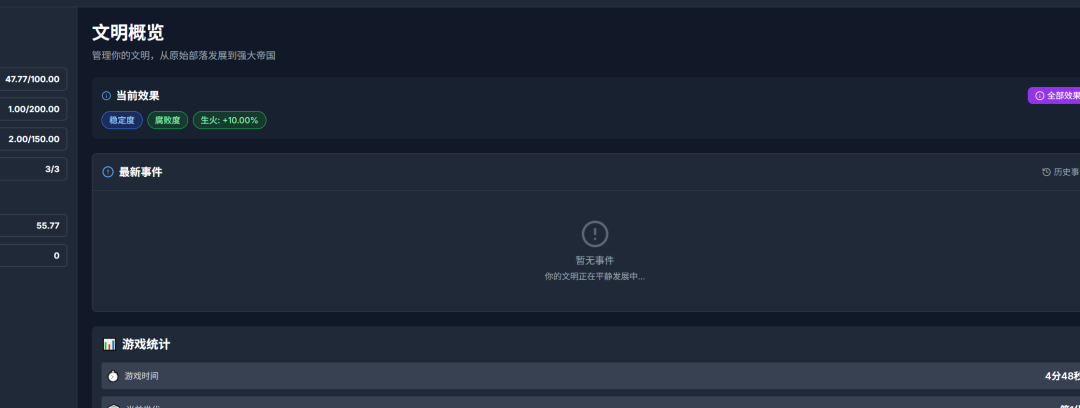 文明概览
管理你的文明，从原始部落发展到强大帝国
47.77/100.00
1.00/200.00
2.00/150.00
3/3
55.77
0
当前效果
全部效果
稳定度 腐败度 生火: +10.00%
最新事件
历史事
暂无事件
你的文明正在平静发展中...
游戏统计
游戏时间
4分48秒